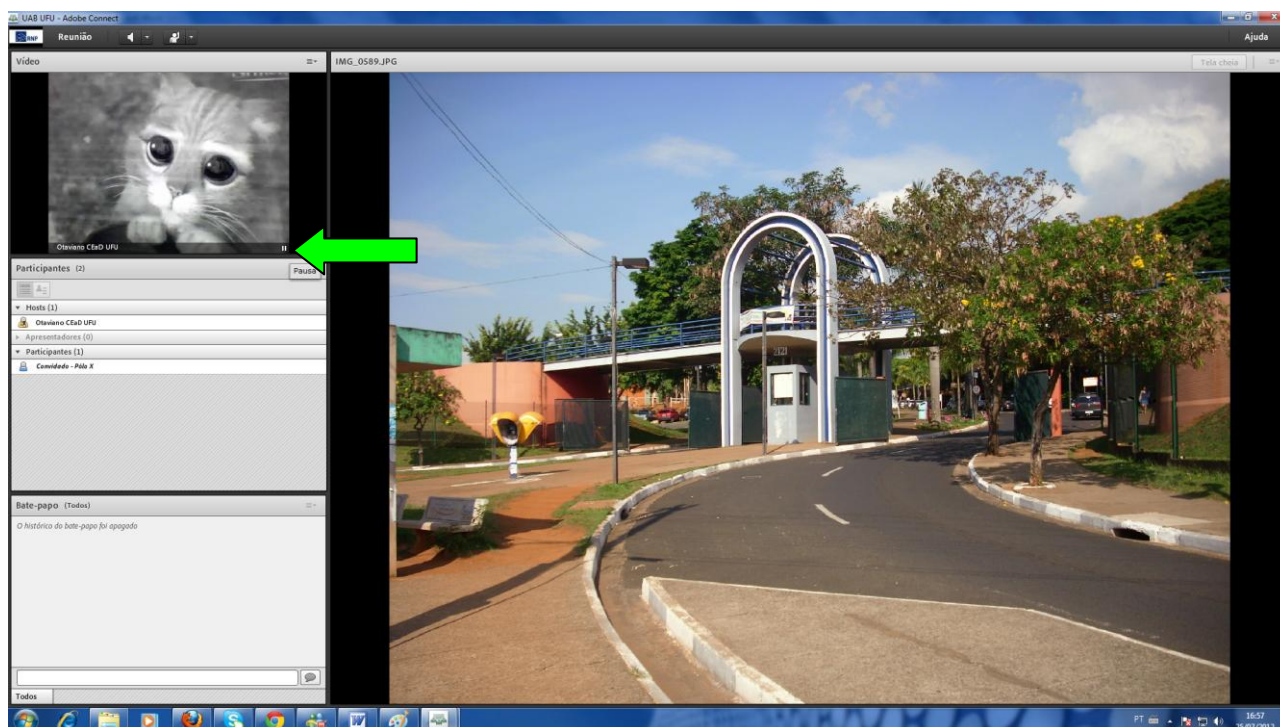 UAB UFU - Adobe Connect
RNP Reunião Ajuda
Vídeo
IMG_0589.JPG Tela cheia
Otaviano CEaD UFU
Pausa
Participantes (2)
Hosts (1)
Otaviano CEaD UFU
Apresentadores (0)
Participantes (1)
Convidado - Pólo X
Bate-papo (Todos)
O histórico do bate-papo foi apagado
Todos
PT 16:57